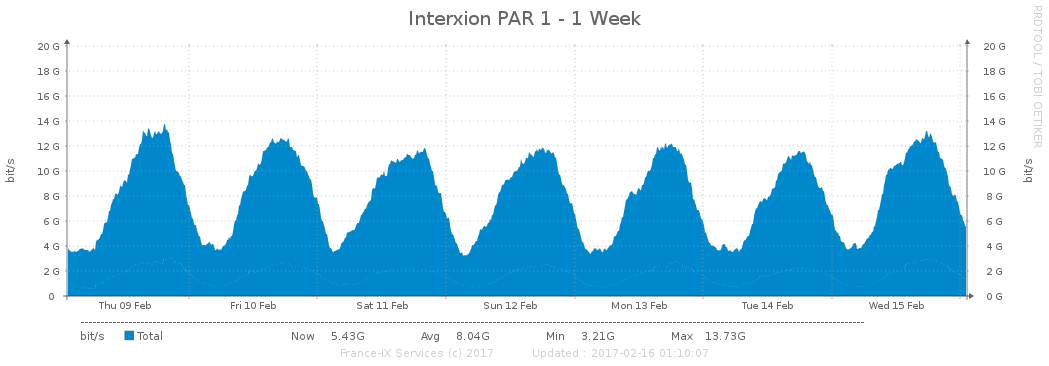 Interxion PAR 1 - 1 Week
RRDTOOL / TOBI OETIKER
20 G 20 G
18 G 18 G
16 G 16 G
14 G 14 G
12 G 12 G
10 G 10 G
8 G 8 G
6 G 6 G
4 G 4 G
2 G 2 G
0 0 G
bit/s
bit/s
Thu 09 Feb Fri 10 Feb Sat 11 Feb Sun 12 Feb Mon 13 Feb Tue 14 Feb Wed 15 Feb
bit/s Total Now 5.43G Avg 8.04G Min 3.21G Max 13.73G
France-IX Services (c) 2017 Updated : 2017-02-16 01:10:07